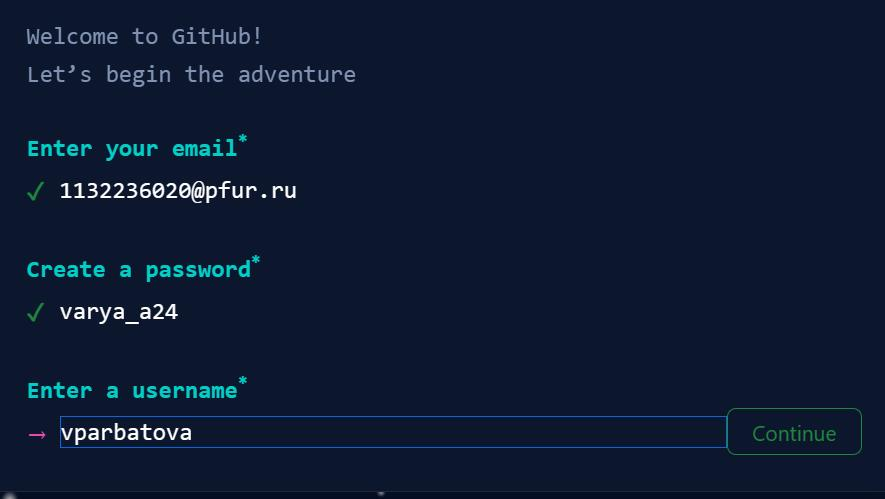 Welcome to GitHub!
Let’s begin the adventure
Enter your email*
✓ 1132236020@pfur.ru
Create a password*
✓ varya_a24
Enter a username*
→ vparbatova
Continue